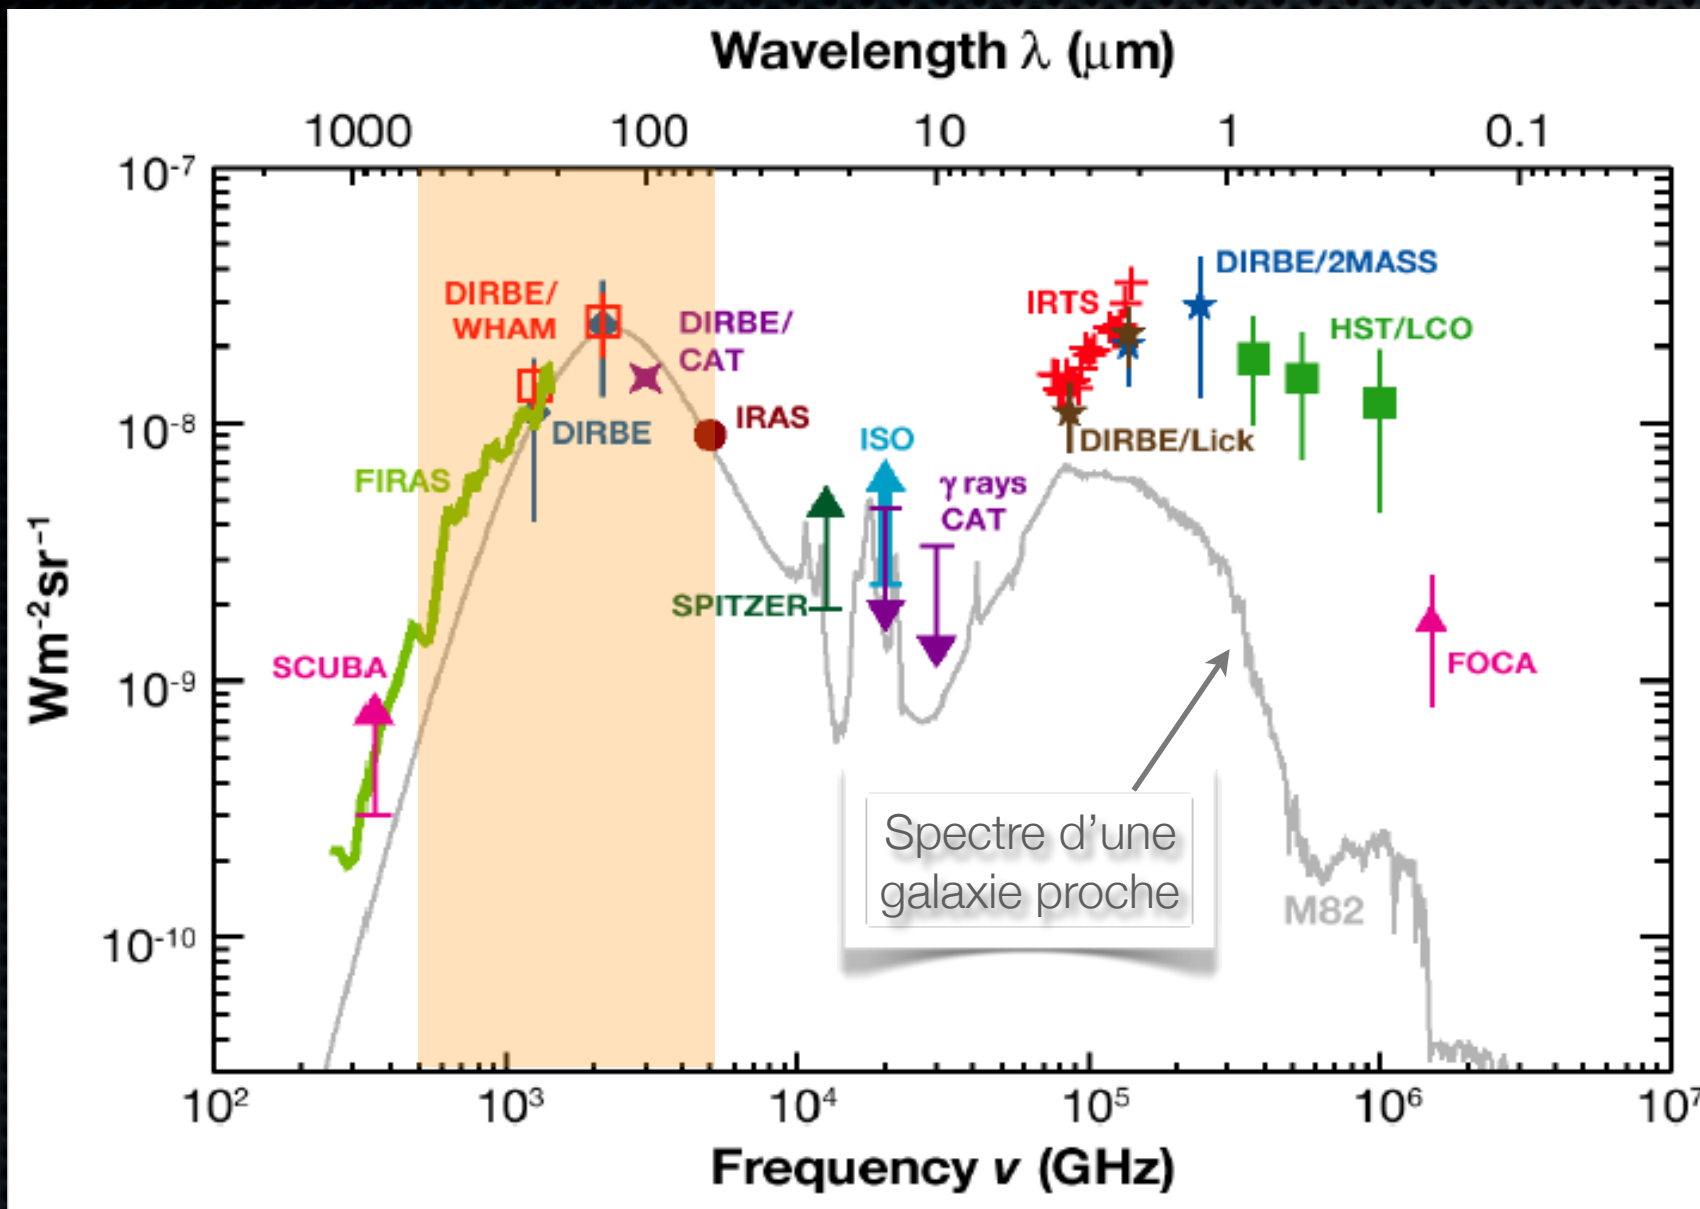 Wavelength λ (μm)
1000 100 10 1 0.1
10-7
10-8
10-9
10-10
Wm-2sr-1
DIRBE/
WHAM
DIRBE/
CAT
DIRBE
IRAS
FIRAS
SCUBA
SPITZER
ISO
γ rays
CAT
IRTS
DIRBE/Lick
DIRBE/2MASS
HST/LCO
FOCA
Spectre d’une
galaxie proche
M82
10² 10³ 10⁴ 10⁵ 10⁶ 10⁷
Frequency ν (GHz)